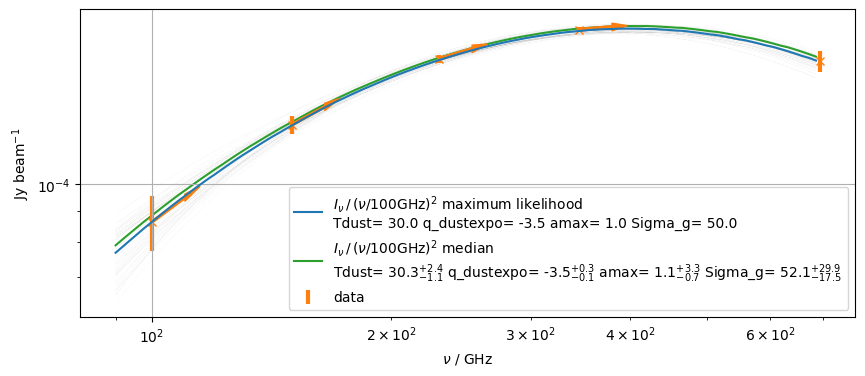 Jy beam⁻¹
10⁻⁴
I_ν / (ν/100GHz)² maximum likelihood
Tdust= 30.0 q_dustexpo= -3.5 amax= 1.0 Sigma_g= 50.0
I_ν / (ν/100GHz)² median
Tdust= 30.3^{+2.4}_{−1.1} q_dustexpo= -3.5^{+0.3}_{−0.1} amax= 1.1^{+3.3}_{−0.7} Sigma_g= 52.1^{+29.9}_{−17.5}
data
10² 2 × 10² 3 × 10² 4 × 10² 6 × 10²
ν / GHz